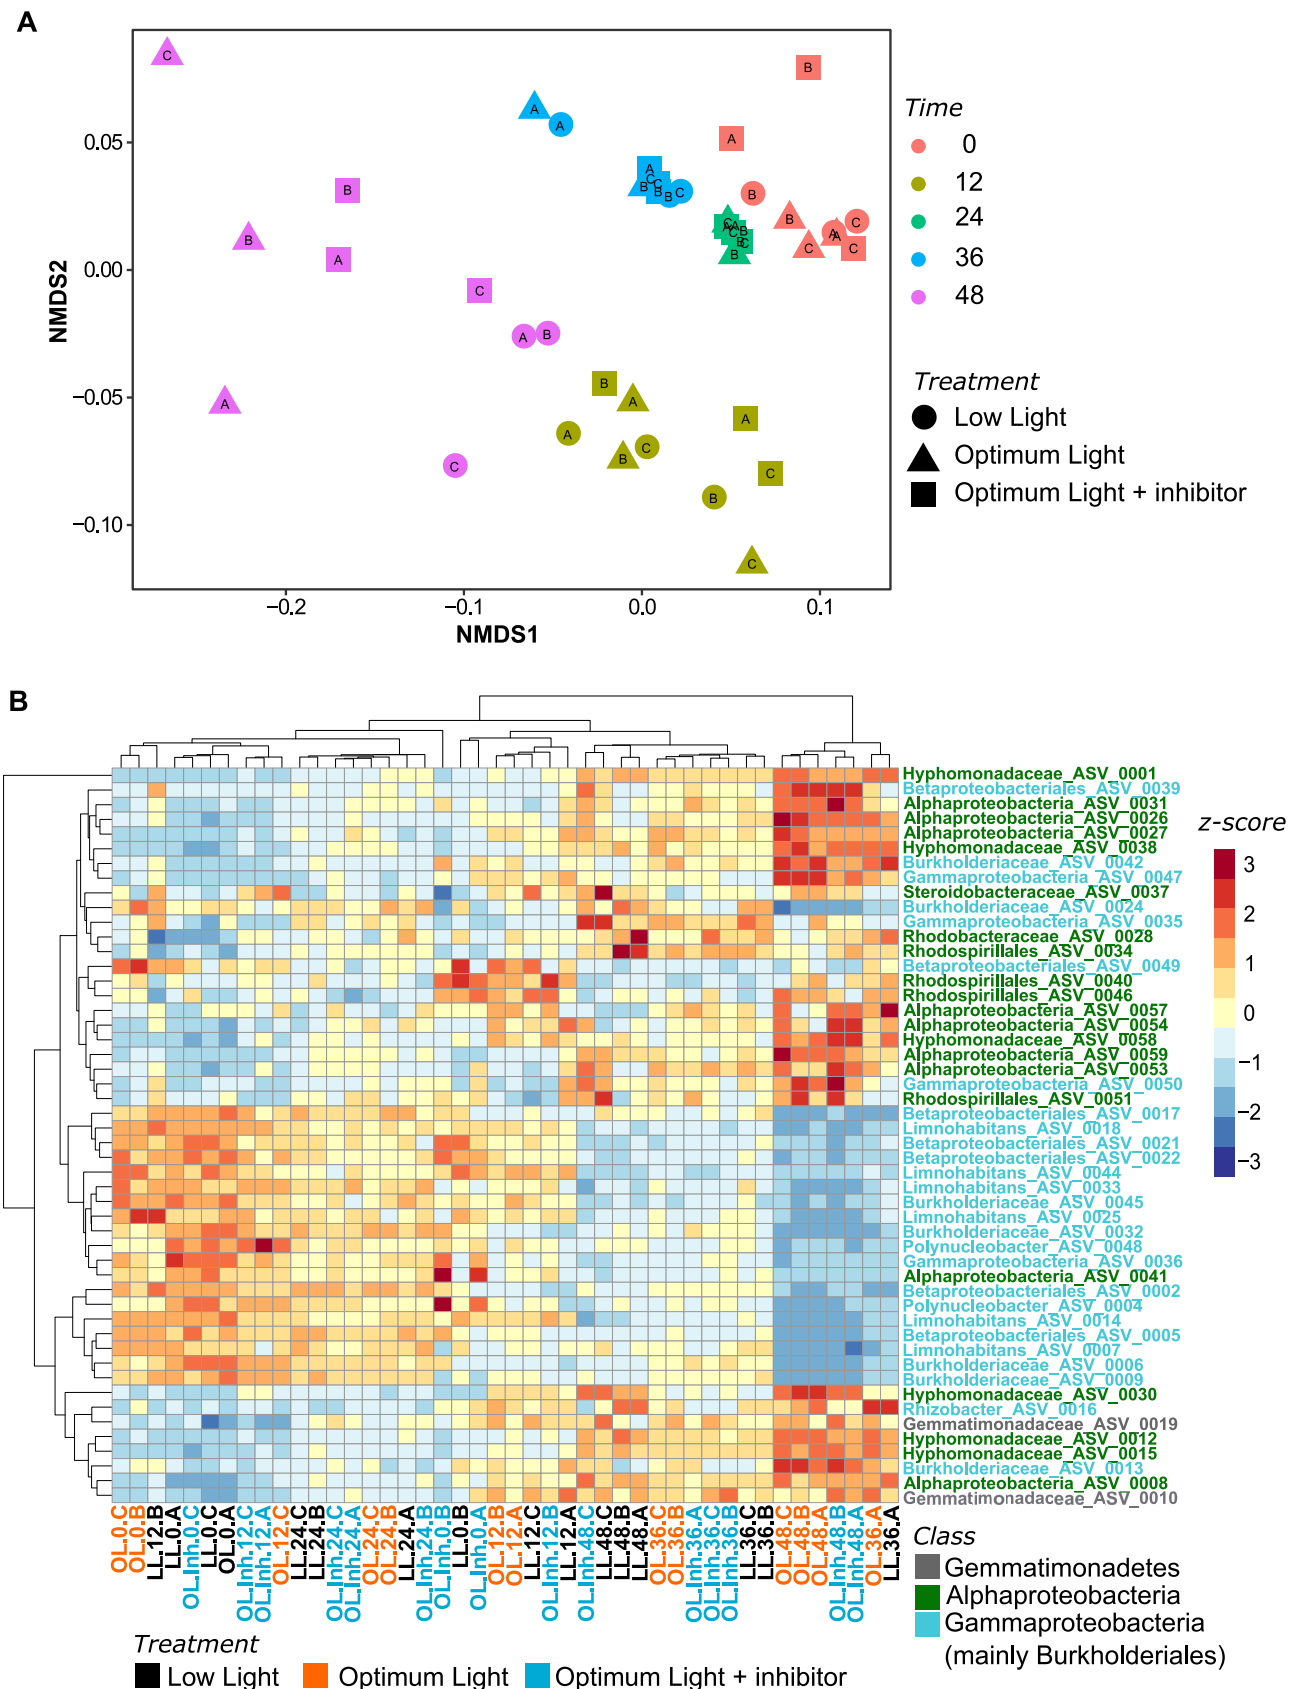 A
0.05
0.00
−0.05
−0.10
NMDS2
−0.2
−0.1
0.0
0.1
NMDS1
Time
0
12
24
36
48
Treatment
Low Light
Optimum Light
Optimum Light + inhibitor
B
Hyphomonadaceae_ASV_0001
Betaproteobacteriales_ASV_0039
Alphaproteobacteria_ASV_0031
Alphaproteobacteria_ASV_0026
Alphaproteobacteria_ASV_0027
Hyphomonadaceae_ASV_0038
Burkholderiaceae_ASV_0042
Gammaproteobacteria_ASV_0047
Steroidobacteraceae_ASV_0037
Burkholderiaceae_ASV_0024
Gammaproteobacteria_ASV_0035
Rhodobacteraceae_ASV_0028
Rhodospirillales_ASV_0034
Betaproteobacteriales_ASV_0049
Rhodospirillales_ASV_0040
Rhodospirillales_ASV_0046
Alphaproteobacteria_ASV_0057
Alphaproteobacteria_ASV_0054
Hyphomonadaceae_ASV_0058
Alphaproteobacteria_ASV_0059
Alphaproteobacteria_ASV_0053
Gammaproteobacteria_ASV_0050
Rhodospirillales_ASV_0051
Betaproteobacteriales_ASV_0017
Limnohabitans_ASV_0018
Betaproteobacteriales_ASV_0021
Betaproteobacteriales_ASV_0022
Limnohabitans_ASV_0044
Limnohabitans_ASV_0033
Burkholderiaceae_ASV_0045
Limnohabitans_ASV_0025
Burkholderiaceae_ASV_0032
Polynucleobacter_ASV_0048
Gammaproteobacteria_ASV_0036
Alphaproteobacteria_ASV_0041
Betaproteobacteriales_ASV_0002
Polynucleobacter_ASV_0004
Limnohabitans_ASV_0014
Betaproteobacteriales_ASV_0005
Limnohabitans_ASV_0007
Burkholderiaceae_ASV_0006
Burkholderiaceae_ASV_0009
Hyphomonadaceae_ASV_0030
Rhizobacter_ASV_0016
Gemmatimonadaceae_ASV_0019
Hyphomonadaceae_ASV_0012
Hyphomonadaceae_ASV_0015
Burkholderiaceae_ASV_0013
Alphaproteobacteria_ASV_0008
Gemmatimonadaceae_ASV_0010
z-score
3
2
1
0
−1
−2
−3
OL.0.C
OL.0.B
LL.12.B
LL.0.A
OL.Inh.0.C
LL.0.C
OL.0.A
OL.Inh.12.C
OL.Inh.12.A
OL.12.C
LL.24.C
LL.24.B
OL.Inh.24.C
OL.Inh.24.A
OL.24.C
OL.24.B
LL.24.A
OL.Inh.24.B
OL.Inh.0.B
LL.0.B
OL.Inh.0.A
OL.12.B
OL.12.A
LL.12.C
OL.Inh.12.B
LL.12.A
OL.Inh.48.C
LL.48.C
LL.48.B
LL.48.A
OL.36.C
OL.36.B
OL.Inh.36.A
OL.Inh.36.C
OL.Inh.36.B
LL.36.C
LL.36.B
OL.48.C
OL.48.B
OL.48.A
OL.Inh.48.B
OL.Inh.48.A
OL.36.A
LL.36.A
Class
Gemmatimonadetes
Alphaproteobacteria
Gammaproteobacteria
(mainly Burkholderiales)
Treatment
Low Light
Optimum Light
Optimum Light + inhibitor